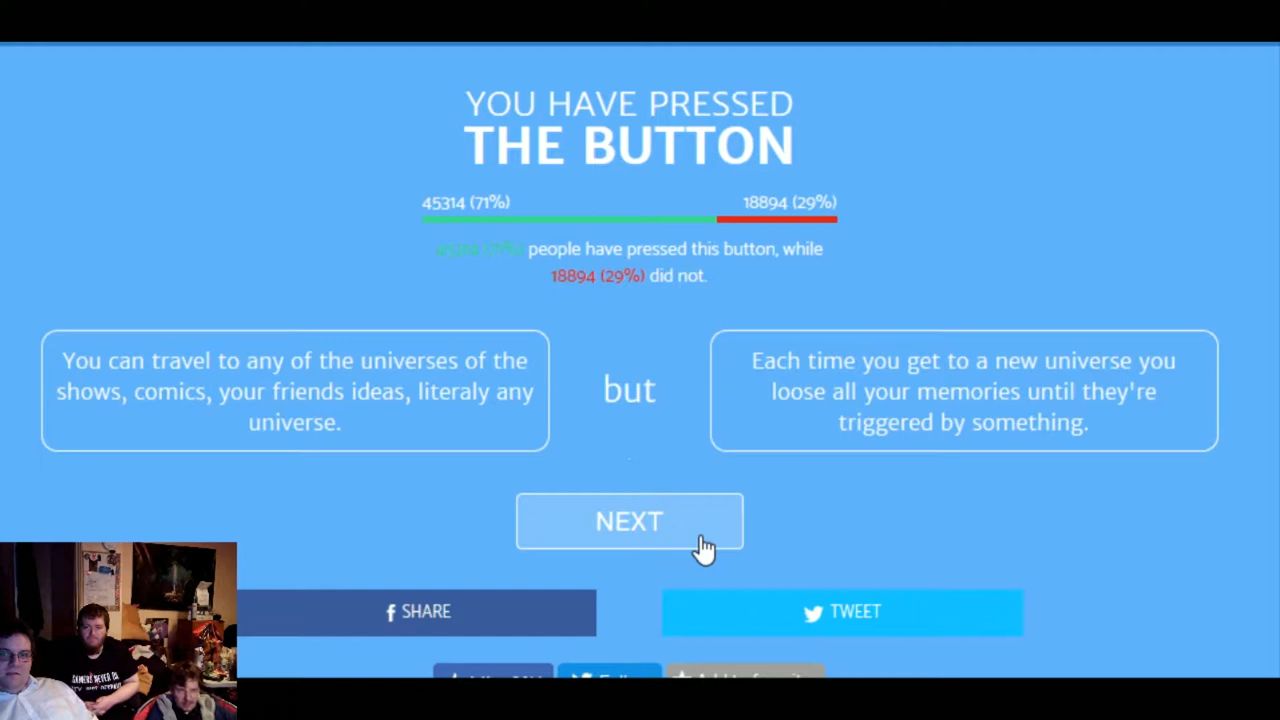 YOU HAVE PRESSED
THE BUTTON
45314 (71%) 18894 (29%)
45314 (71%) people have pressed this button, while
18894 (29%) did not.
You can travel to any of the universes of the
shows, comics, your friends ideas, literaly any
universe.
but
Each time you get to a new universe you
loose all your memories until they're
triggered by something.
NEXT
f SHARE
TWEET